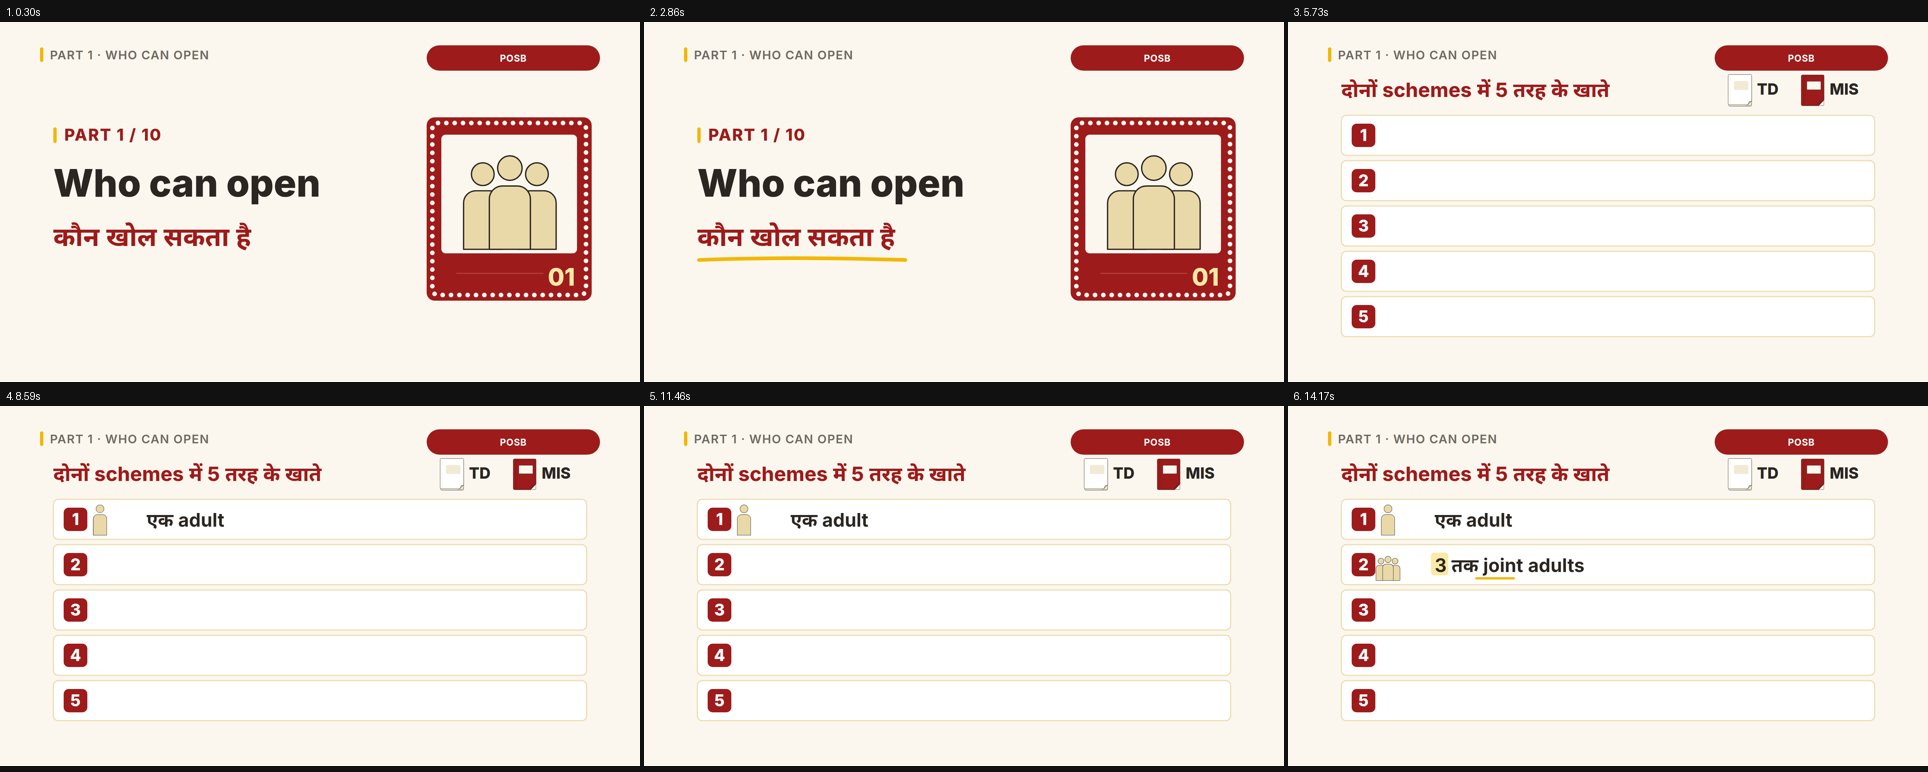 1. 0.30s
PART 1 · WHO CAN OPEN
POSB
PART 1 / 10
Who can open
कौन खोल सकता है
01
2. 2.86s
PART 1 · WHO CAN OPEN
POSB
PART 1 / 10
Who can open
कौन खोल सकता है
01
3. 5.73s
PART 1 · WHO CAN OPEN
POSB
दोनों schemes में 5 तरह के खाते
TD MIS
1
2
3
4
5
4. 8.59s
PART 1 · WHO CAN OPEN
POSB
दोनों schemes में 5 तरह के खाते
TD MIS
1 एक adult
2
3
4
5
5. 11.46s
PART 1 · WHO CAN OPEN
POSB
दोनों schemes में 5 तरह के खाते
TD MIS
1 एक adult
2
3
4
5
6. 14.17s
PART 1 · WHO CAN OPEN
POSB
दोनों schemes में 5 तरह के खाते
TD MIS
1 एक adult
2 3 तक joint adults
3
4
5